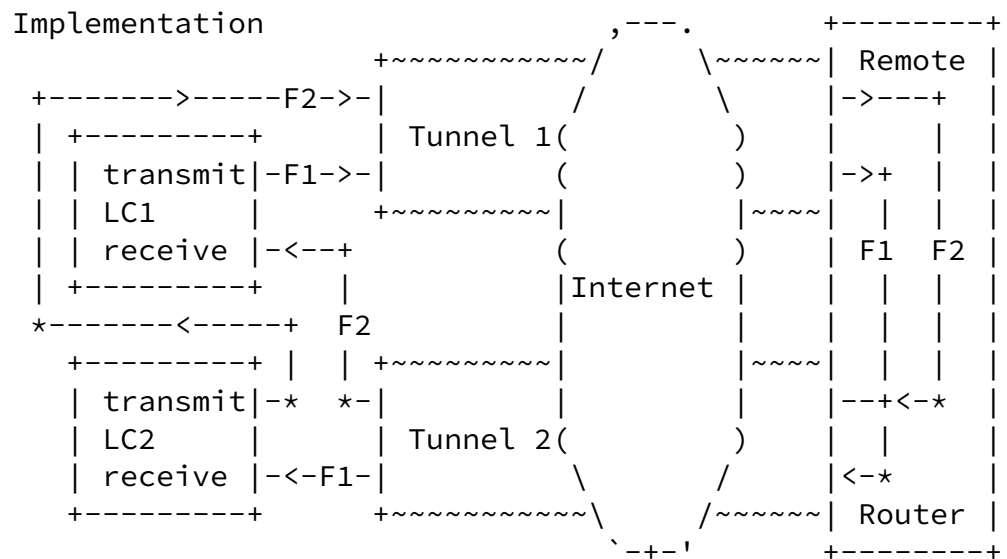 Implementation
Remote
F2
Tunnel 1
transmit F1
LC1
receive F1 F2
Internet
F2
transmit
LC2 Tunnel 2
receive F1
Router